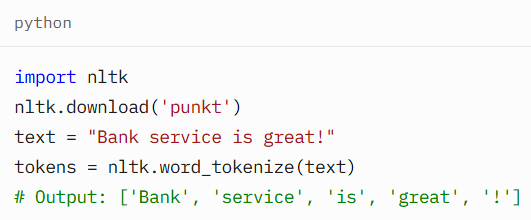 python
import nltk
nltk.download('punkt')
text = "Bank service is great!"
tokens = nltk.word_tokenize(text)
# Output: ['Bank', 'service', 'is', 'great', '!']